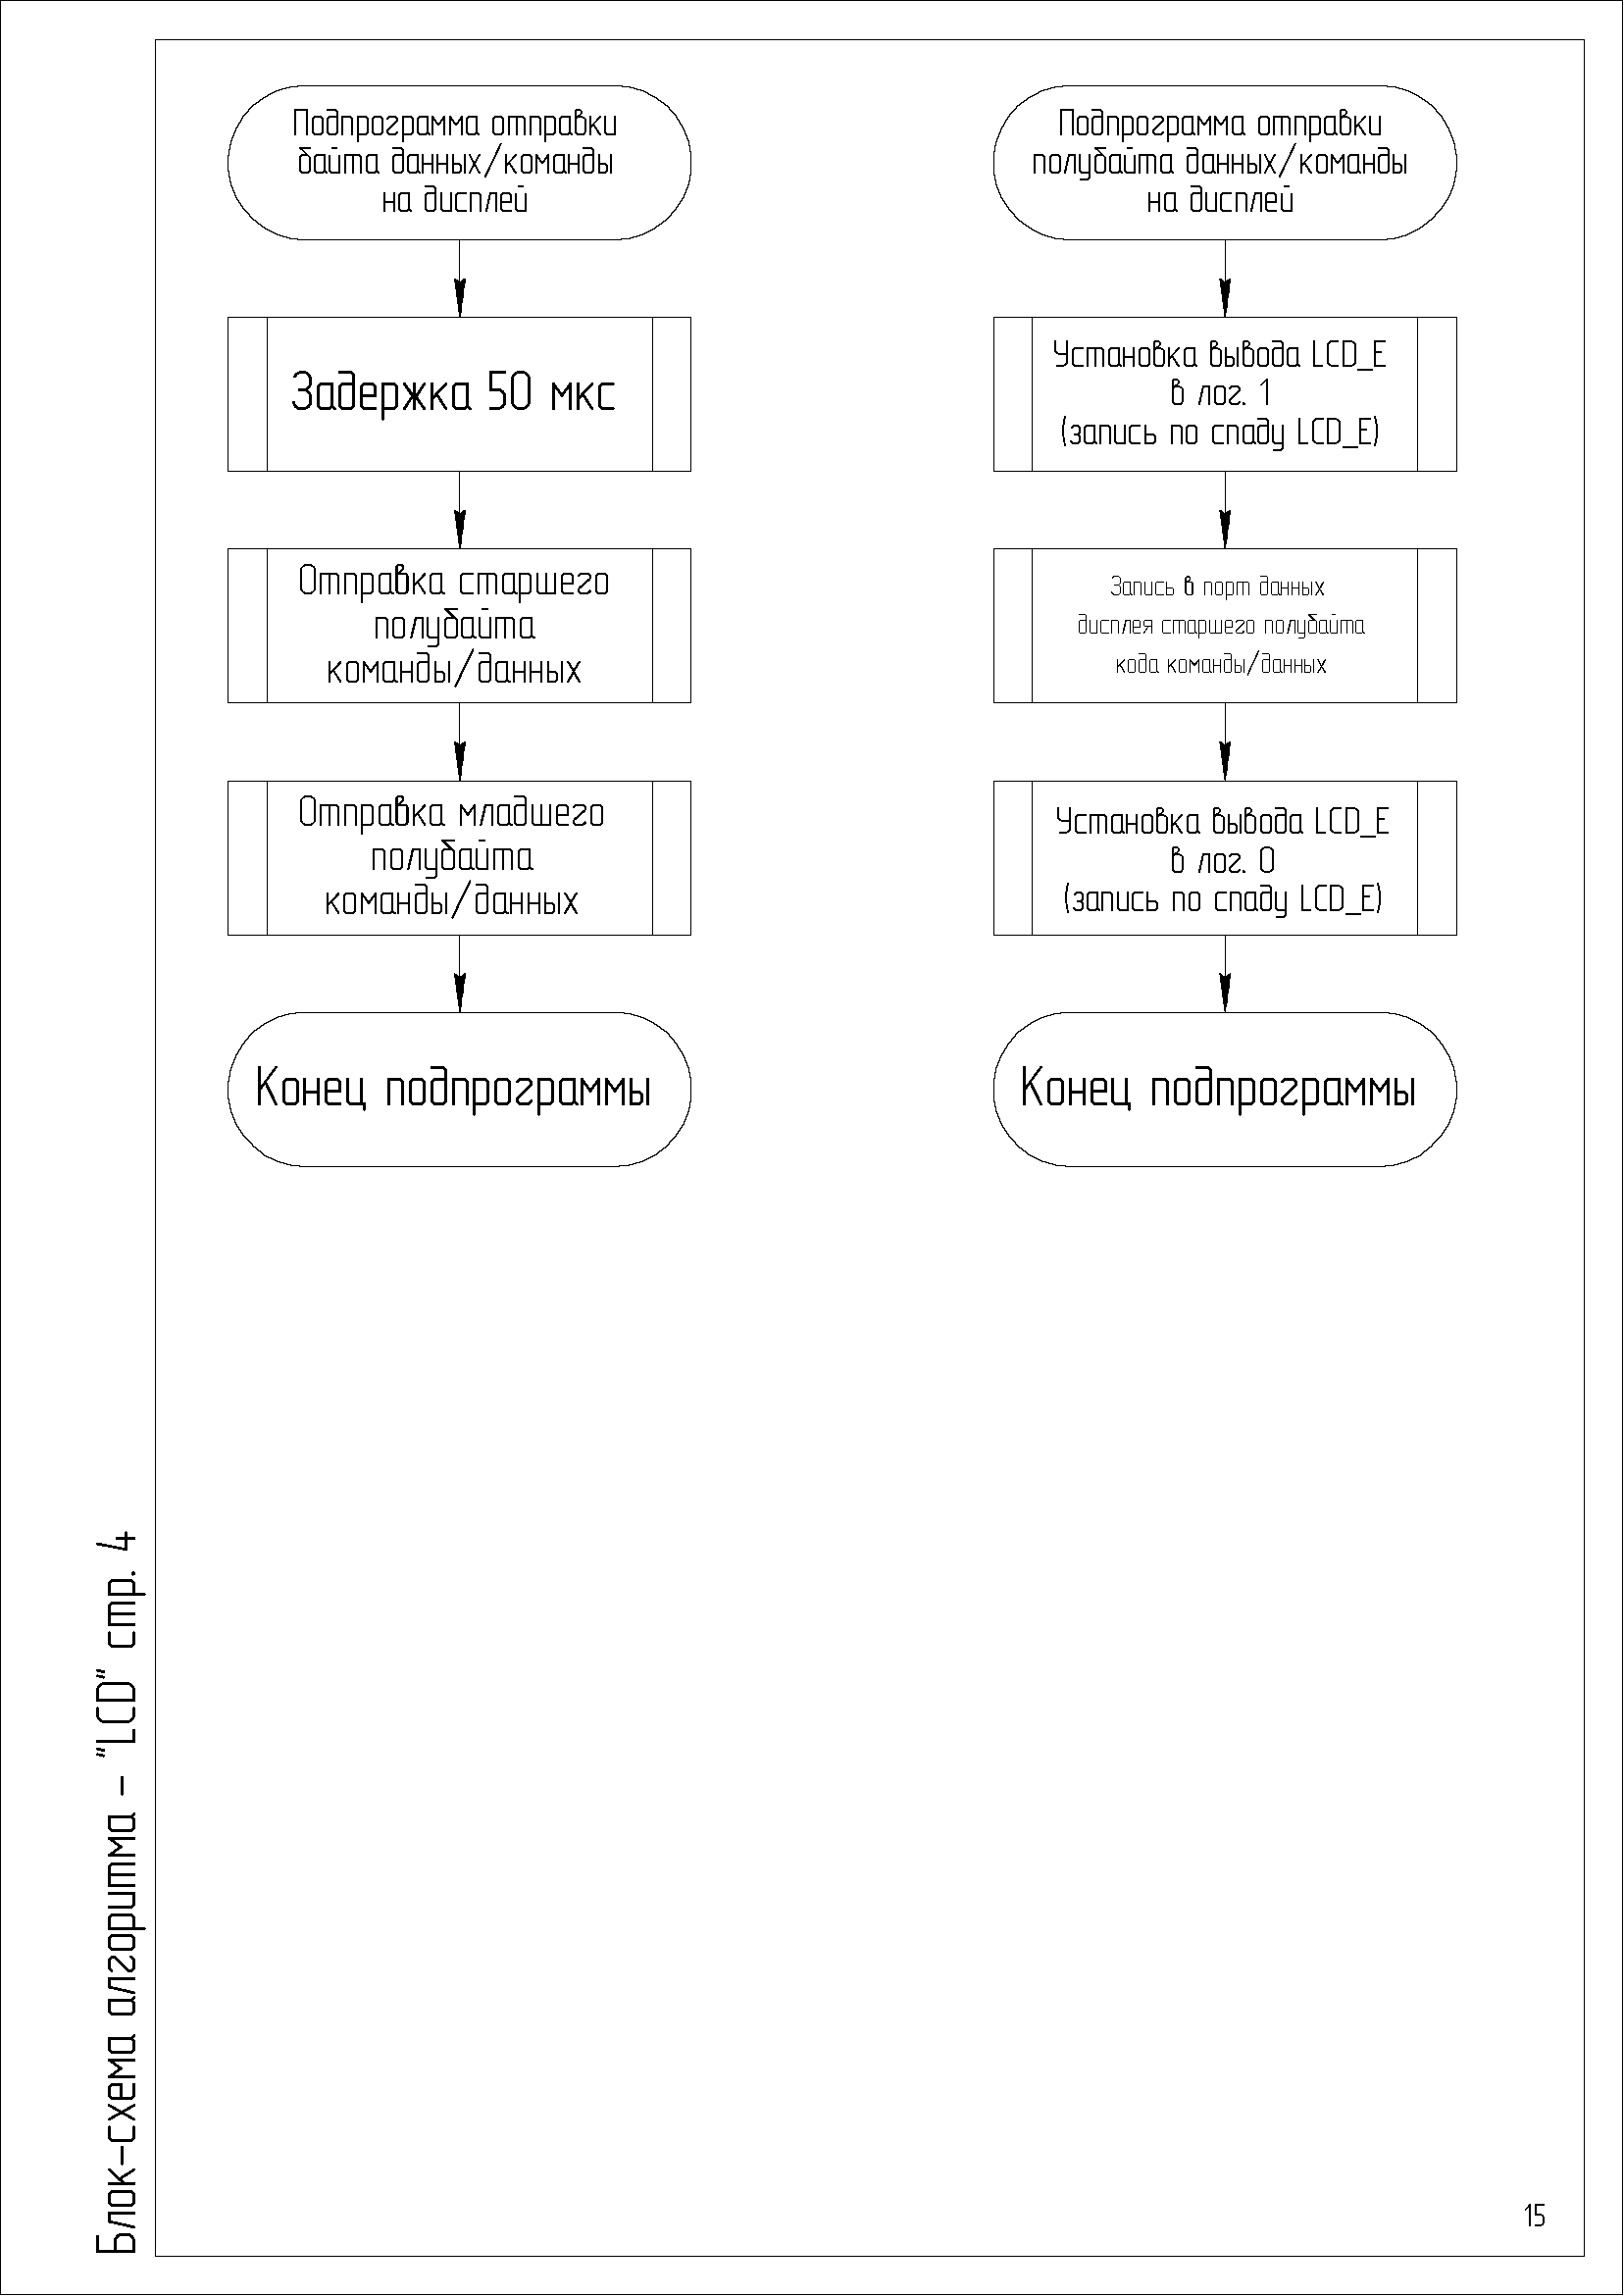 Подпрограмма отправки
байта данных/команды
на дисплей
Задержка 50 мкс
Отправка старшего
полубайта
команды/данных
Отправка младшего
полубайта
команды/данных
Конец подпрограммы
Подпрограмма отправки
полубайта данных/команды
на дисплей
Установка вывода LCD_E
в лог. 1
(запись по спаду LCD_E)
Запись в порт данных
дисплея старшего полубайта
кода команды/данных
Установка вывода LCD_E
в лог. 0
(запись по спаду LCD_E)
Конец подпрограммы
Блок-схема алгоритма - "LCD" стр. 4
15